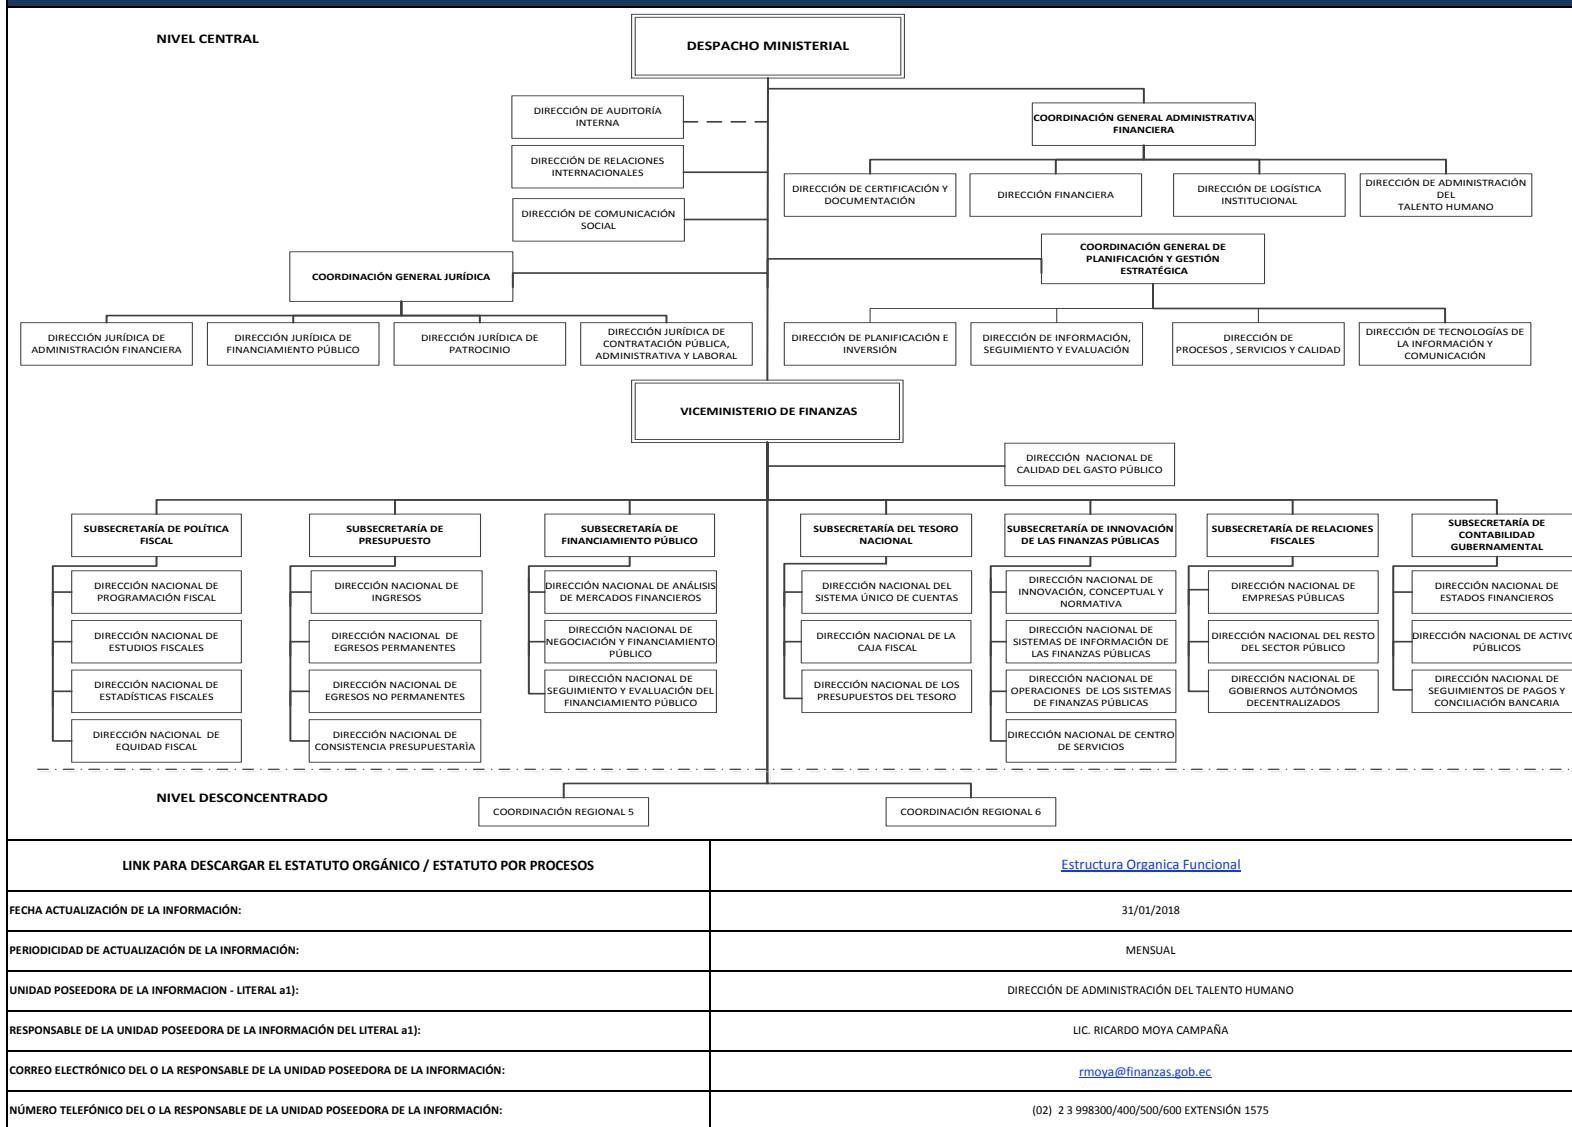 NIVEL CENTRAL
DESPACHO MINISTERIAL
DIRECCIÓN DE AUDITORÍA
INTERNA
COORDINACIÓN GENERAL ADMINISTRATIVA
FINANCIERA
DIRECCIÓN DE RELACIONES
INTERNACIONALES
DIRECCIÓN DE CERTIFICACIÓN Y
DOCUMENTACIÓN
DIRECCIÓN FINANCIERA
DIRECCIÓN DE LOGÍSTICA
INSTITUCIONAL
DIRECCIÓN DE ADMINISTRACIÓN
DEL
TALENTO HUMANO
DIRECCIÓN DE COMUNICACIÓN
SOCIAL
COORDINACIÓN GENERAL JURÍDICA
COORDINACIÓN GENERAL DE
PLANIFICACIÓN Y GESTIÓN
ESTRATÉGICA
DIRECCIÓN JURÍDICA DE
ADMINISTRACIÓN FINANCIERA
DIRECCIÓN JURÍDICA DE
FINANCIAMIENTO PÚBLICO
DIRECCIÓN JURÍDICA DE
PATROCINIO
DIRECCIÓN JURÍDICA DE
CONTRATACIÓN PÚBLICA,
ADMINISTRATIVA Y LABORAL
DIRECCIÓN DE PLANIFICACIÓN E
INVERSIÓN
DIRECCIÓN DE INFORMACIÓN,
SEGUIMIENTO Y EVALUACIÓN
DIRECCIÓN DE
PROCESOS , SERVICIOS Y CALIDAD
DIRECCIÓN DE TECNOLOGÍAS DE
LA INFORMACIÓN Y
COMUNICACIÓN
VICEMINISTERIO DE FINANZAS
DIRECCIÓN  NACIONAL DE
CALIDAD DEL GASTO PÚBLICO
SUBSECRETARÍA DE POLÍTICA
FISCAL
SUBSECRETARÍA DE
PRESUPUESTO
SUBSECRETARÍA DE
FINANCIAMIENTO PÚBLICO
SUBSECRETARÍA DEL TESORO
NACIONAL
SUBSECRETARÍA DE INNOVACIÓN
DE LAS FINANZAS PÚBLICAS
SUBSECRETARÍA DE RELACIONES
FISCALES
SUBSECRETARÍA DE
CONTABILIDAD
GUBERNAMENTAL
DIRECCIÓN NACIONAL DE
PROGRAMACIÓN FISCAL
DIRECCIÓN NACIONAL DE
INGRESOS
DIRECCIÓN NACIONAL DE ANÁLISIS
DE MERCADOS FINANCIEROS
DIRECCIÓN NACIONAL DEL
SISTEMA ÚNICO DE CUENTAS
DIRECCIÓN NACIONAL DE
INNOVACIÓN, CONCEPTUAL Y
NORMATIVA
DIRECCIÓN NACIONAL DE
EMPRESAS PÚBLICAS
DIRECCIÓN NACIONAL DE
ESTADOS FINANCIEROS
DIRECCIÓN NACIONAL DE
ESTUDIOS FISCALES
DIRECCIÓN NACIONAL  DE
EGRESOS PERMANENTES
DIRECCIÓN NACIONAL DE
NEGOCIACIÓN Y FINANCIAMIENTO
PÚBLICO
DIRECCIÓN NACIONAL DE LA
CAJA FISCAL
DIRECCIÓN NACIONAL DE
SISTEMAS DE INFORMACIÓN DE
LAS FINANZAS PÚBLICAS
DIRECCIÓN NACIONAL DEL RESTO
DEL SECTOR PÚBLICO
DIRECCIÓN NACIONAL DE ACTIVO
PÚBLICOS
DIRECCIÓN NACIONAL DE
ESTADÍSTICAS FISCALES
DIRECCIÓN NACIONAL DE
EGRESOS NO PERMANENTES
DIRECCIÓN NACIONAL DE
SEGUIMIENTO Y EVALUACIÓN DEL
FINANCIAMIENTO PÚBLICO
DIRECCIÓN NACIONAL DE LOS
PRESUPUESTOS DEL TESORO
DIRECCIÓN NACIONAL DE
OPERACIONES  DE LOS SISTEMAS
DE FINANZAS PÚBLICAS
DIRECCIÓN NACIONAL DE
GOBIERNOS AUTÓNOMOS
DECENTRALIZADOS
DIRECCIÓN NACIONAL DE
SEGUIMIENTOS DE PAGOS Y
CONCILIACIÓN BANCARIA
DIRECCIÓN NACIONAL  DE
EQUIDAD FISCAL
DIRECCIÓN NACIONAL DE
CONSISTENCIA PRESUPUESTARÌA
DIRECCIÓN NACIONAL DE CENTRO
DE SERVICIOS
NIVEL DESCONCENTRADO
COORDINACIÓN REGIONAL 5
COORDINACIÓN REGIONAL 6
LINK PARA DESCARGAR EL ESTATUTO ORGÁNICO / ESTATUTO POR PROCESOS
Estructura Organica Funcional
FECHA ACTUALIZACIÓN DE LA INFORMACIÓN:
31/01/2018
PERIODICIDAD DE ACTUALIZACIÓN DE LA INFORMACIÓN:
MENSUAL
UNIDAD POSEEDORA DE LA INFORMACION - LITERAL a1):
DIRECCIÓN DE ADMINISTRACIÓN DEL TALENTO HUMANO
RESPONSABLE DE LA UNIDAD POSEEDORA DE LA INFORMACIÓN DEL LITERAL a1):
LIC. RICARDO MOYA CAMPAÑA
CORREO ELECTRÓNICO DEL O LA RESPONSABLE DE LA UNIDAD POSEEDORA DE LA INFORMACIÓN:
rmoya@finanzas.gob.ec
NÚMERO TELEFÓNICO DEL O LA RESPONSABLE DE LA UNIDAD POSEEDORA DE LA INFORMACIÓN:
(02)  2 3 998300/400/500/600 EXTENSIÓN 1575